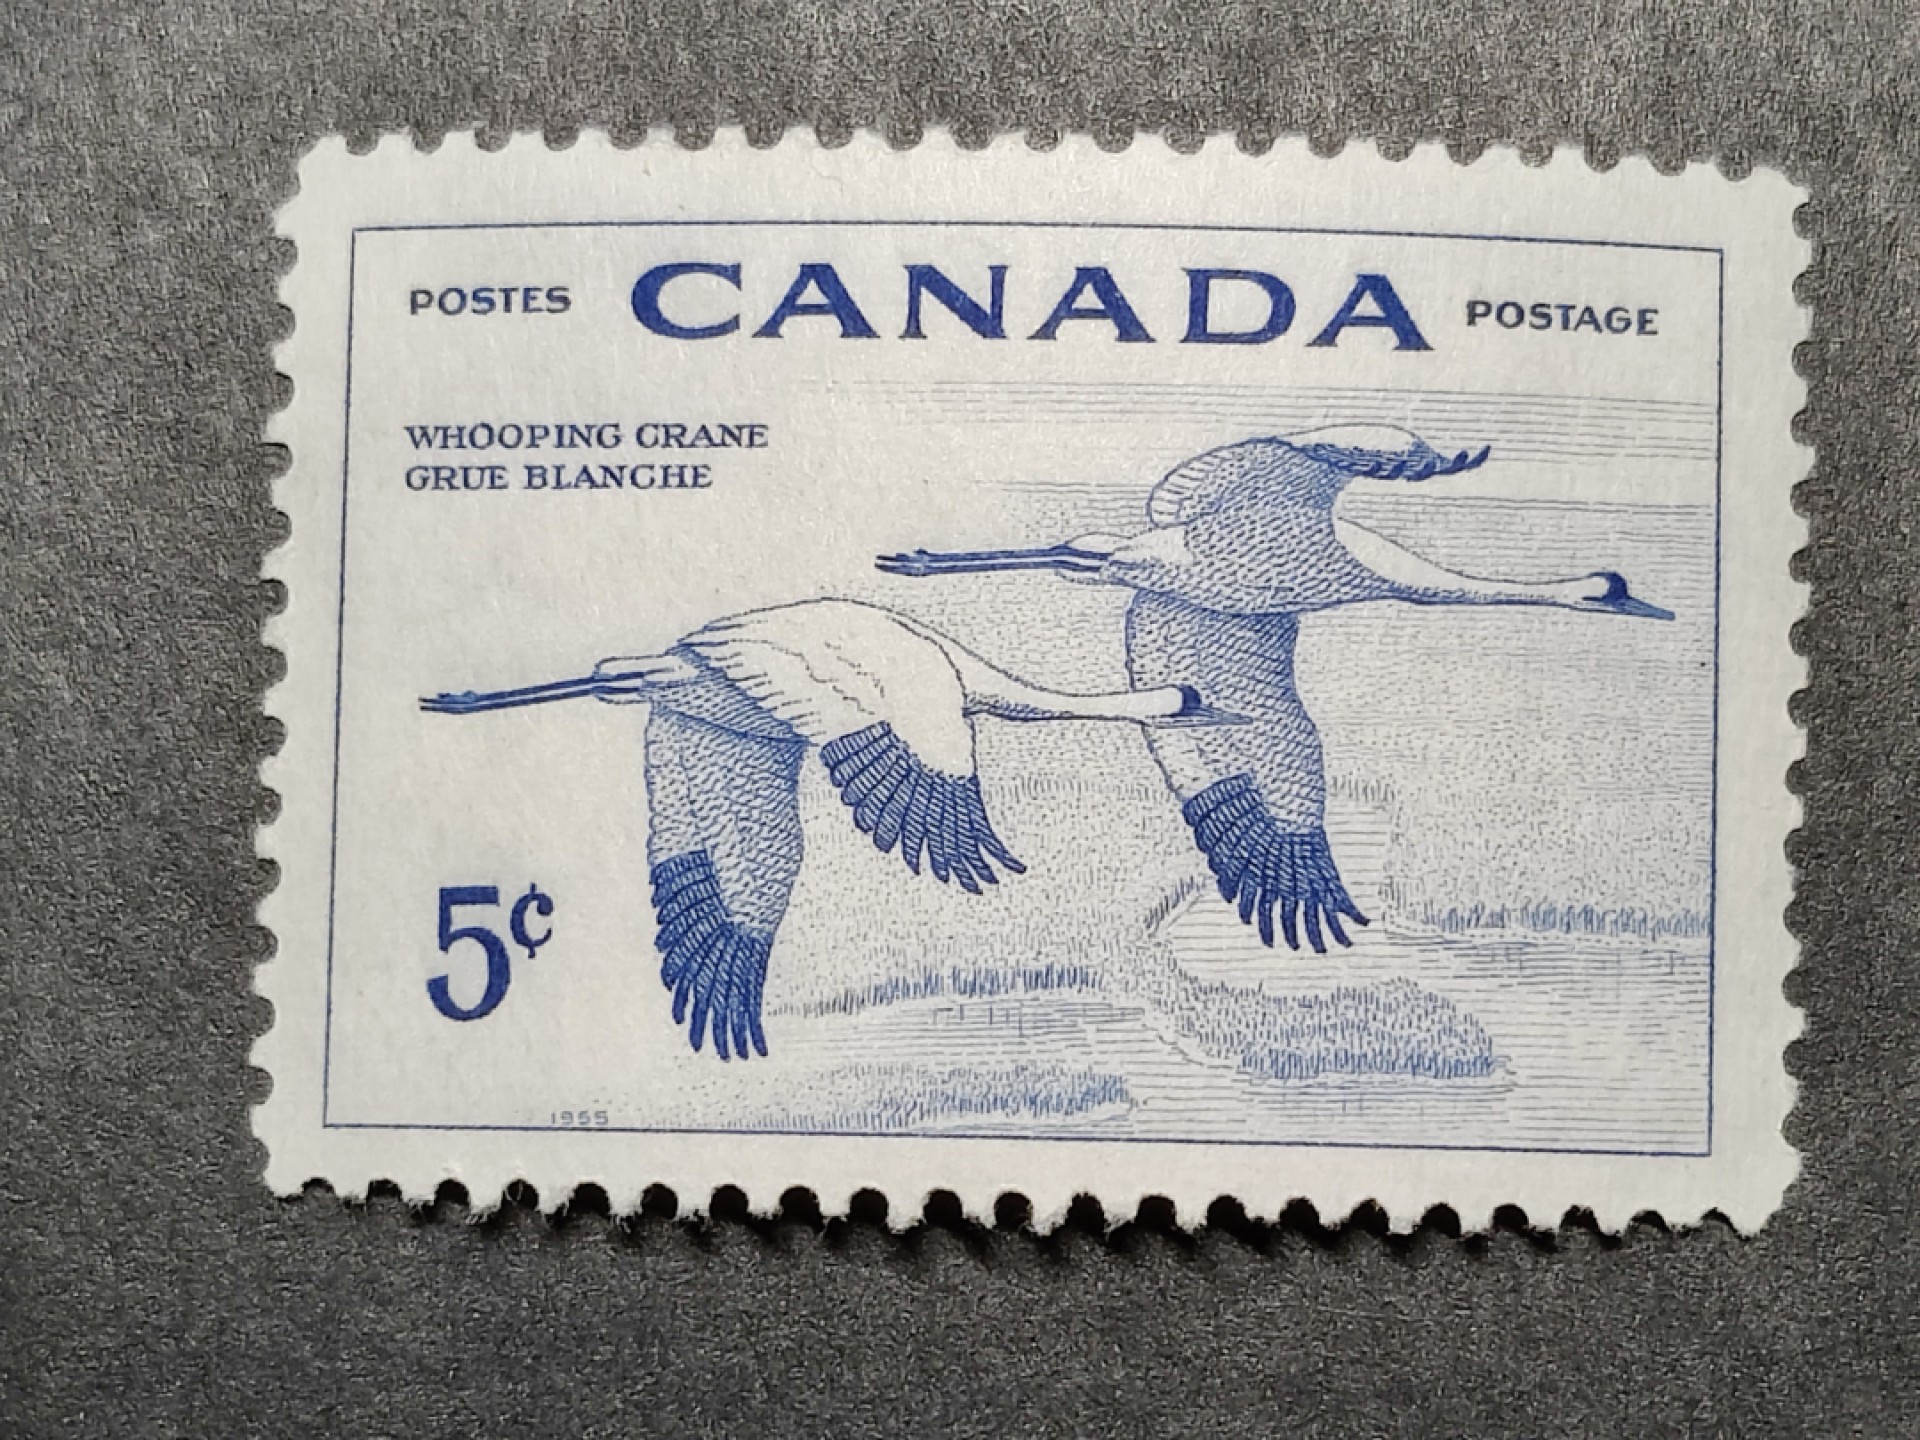 POSTES CANADA POSTAGE
WHOOPING CRANE
GRUE BLANCHE
5¢
1955